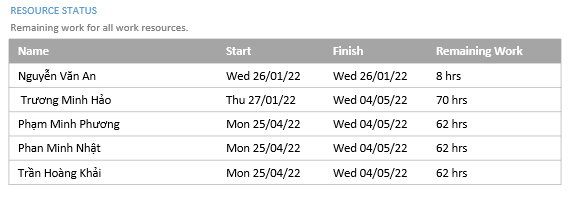 RESOURCE STATUS
Remaining work for all work resources.
Name Start Finish Remaining Work
Nguyễn Văn An Wed 26/01/22 Wed 26/01/22 8 hrs
Trương Minh Hảo Thu 27/01/22 Wed 04/05/22 70 hrs
Phạm Minh Phương Mon 25/04/22 Wed 04/05/22 62 hrs
Phan Minh Nhật Mon 25/04/22 Wed 04/05/22 62 hrs
Trần Hoàng Khải Mon 25/04/22 Wed 04/05/22 62 hrs